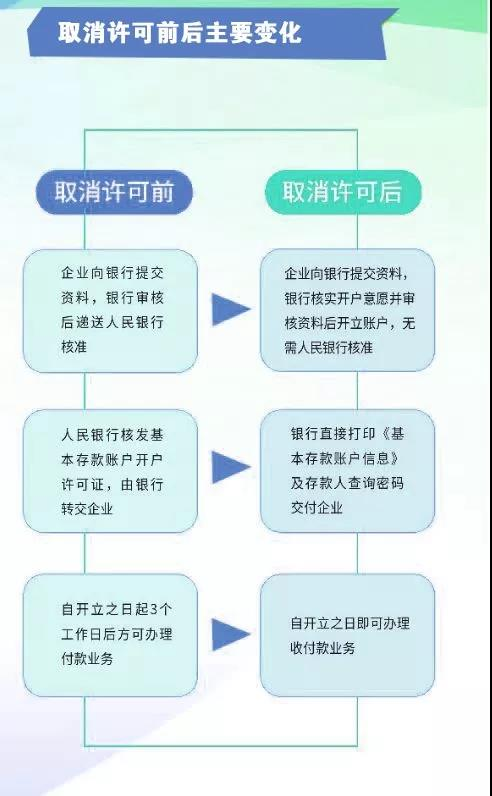 取消许可前后主要变化
取消许可前
取消许可后
企业向银行提交
资料，银行审核
后递送人民银行
核准
企业向银行提交资料，
银行核实开户意愿并审
核资料后开立账户，无
需人民银行核准
人民银行核发基
本存款账户开户
许可证，由银行
转交企业
银行直接打印《基
本存款账户信息》
及存款人查询密码
交付企业
自开立之日起3个
工作日后方可办理
付款业务
自开立之日即可办理
收付款业务